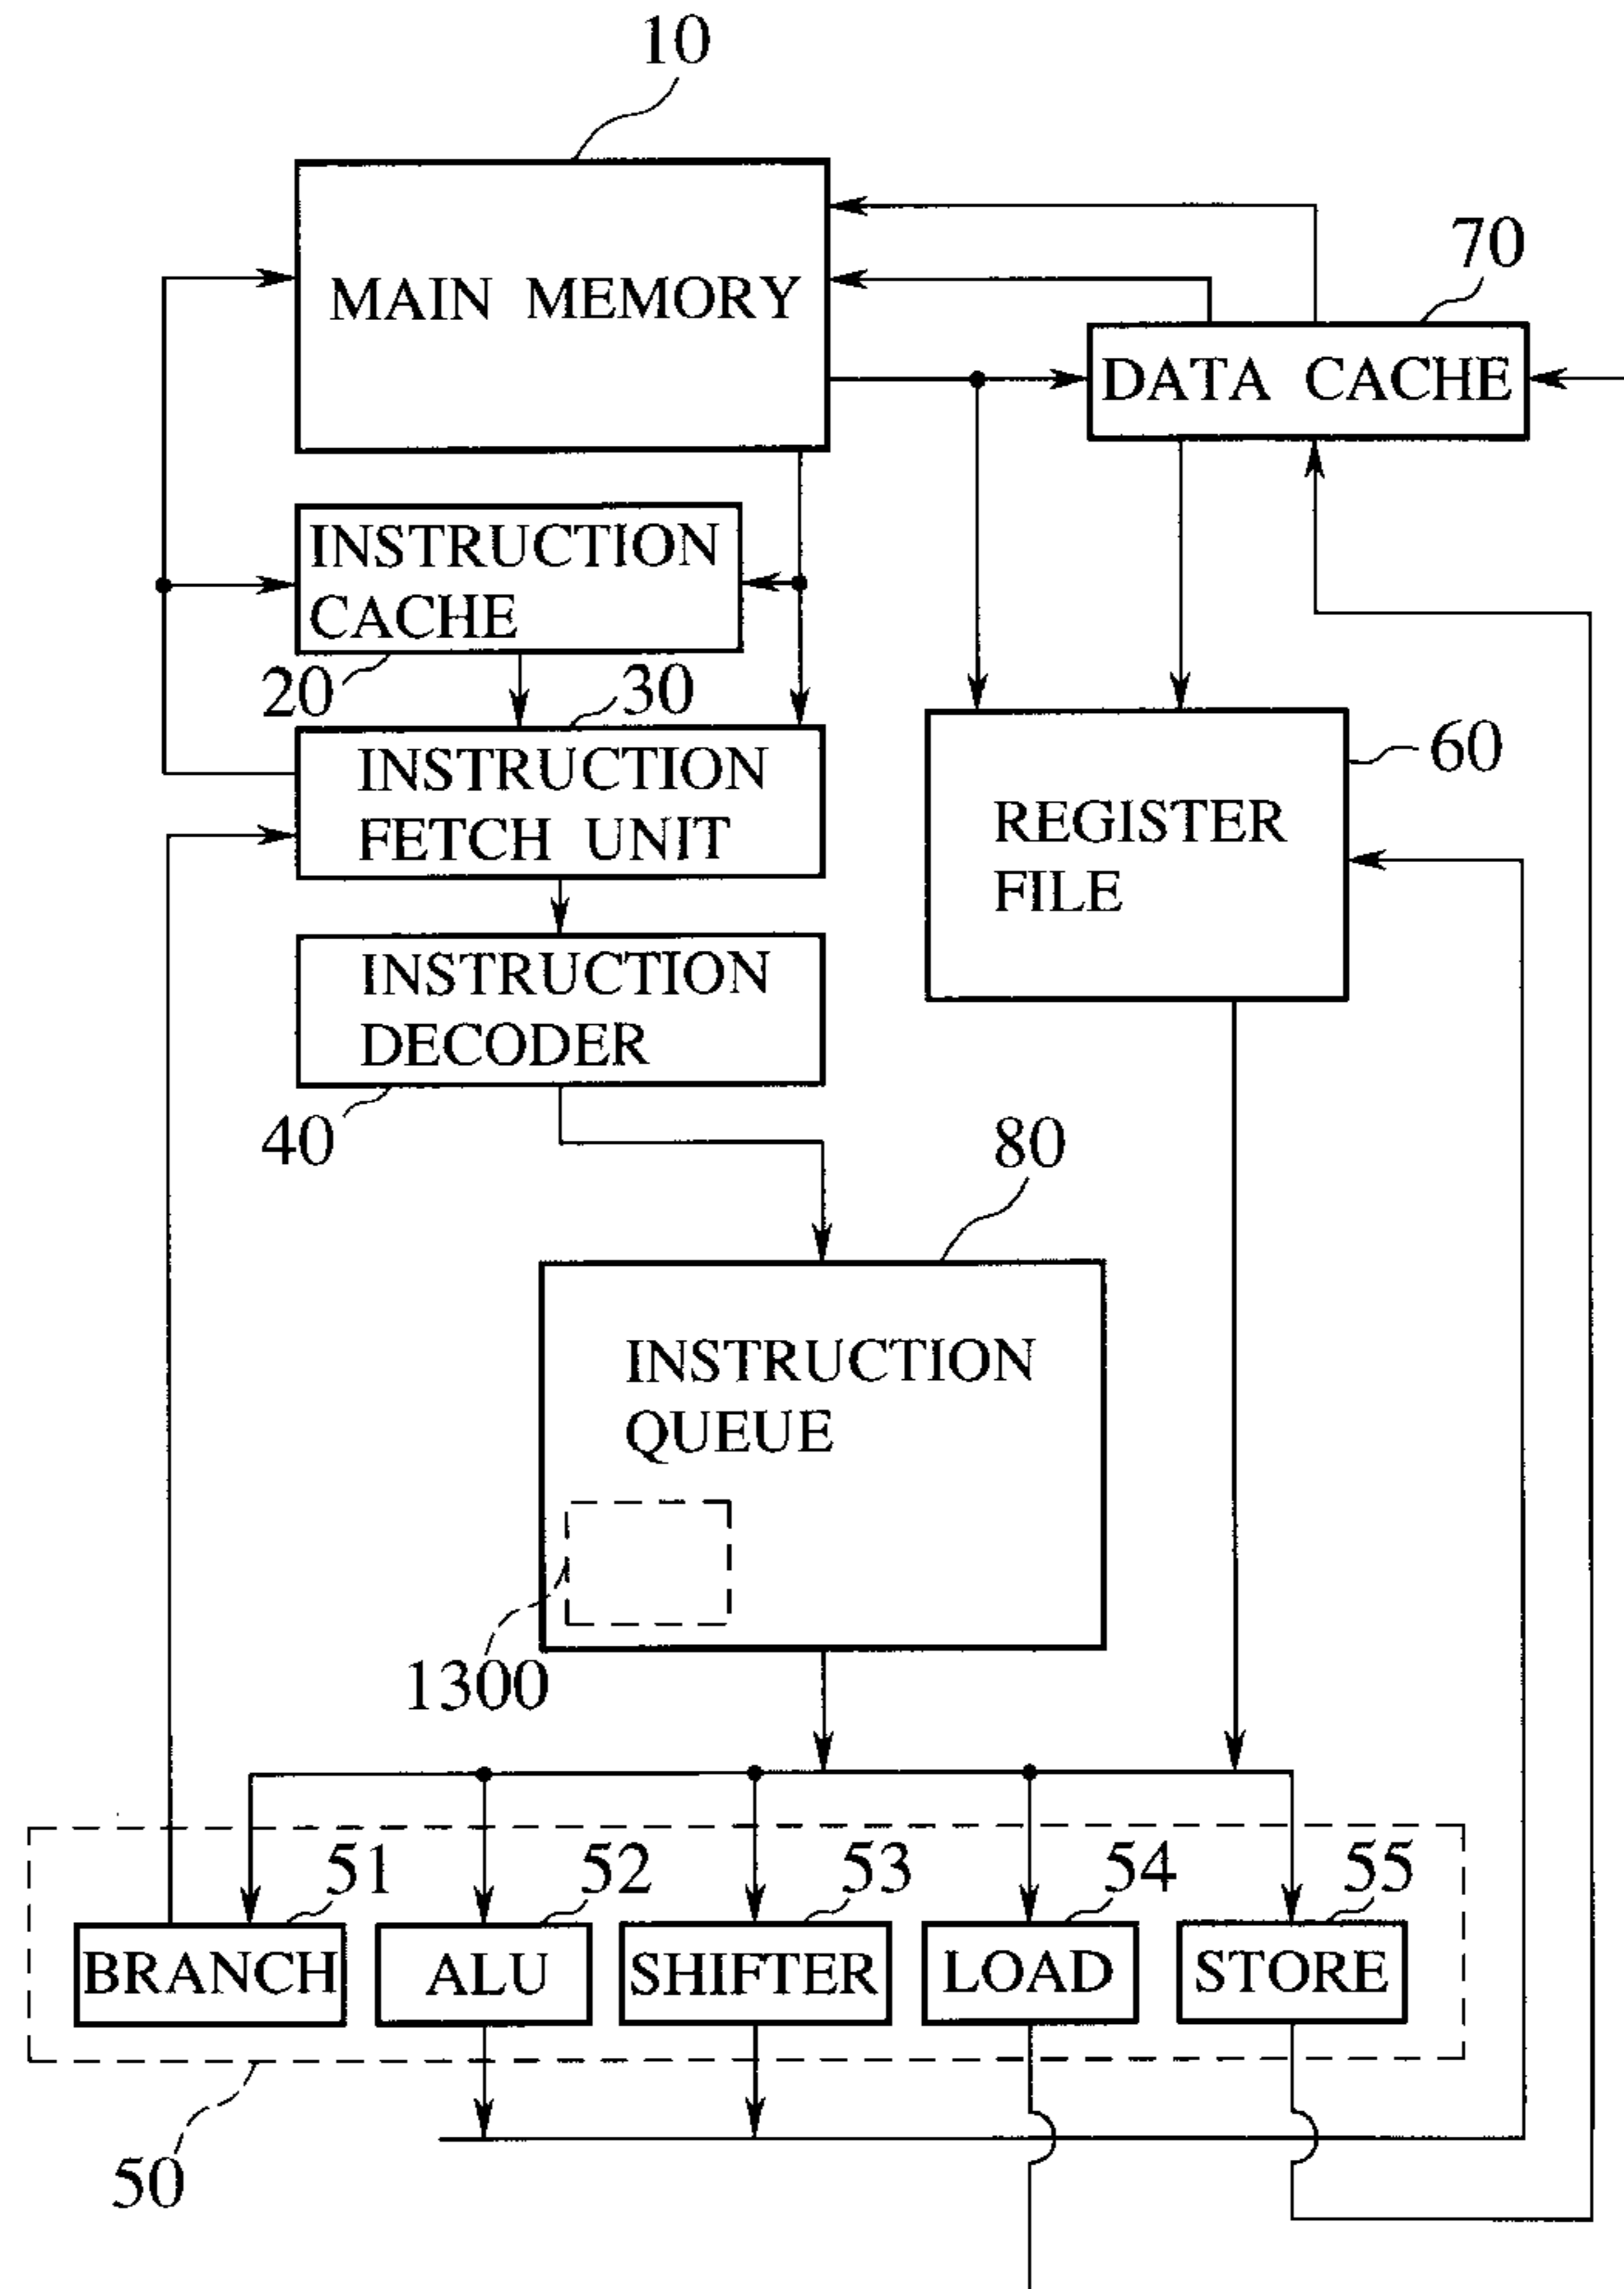 10
MAIN MEMORY
70
DATA CACHE
INSTRUCTION
CACHE
20
30
INSTRUCTION
FETCH UNIT
60
REGISTER
FILE
INSTRUCTION
DECODER
40
80
INSTRUCTION
QUEUE
1300
51
52
53
54
55
BRANCH
ALU
SHIFTER
LOAD
STORE
50